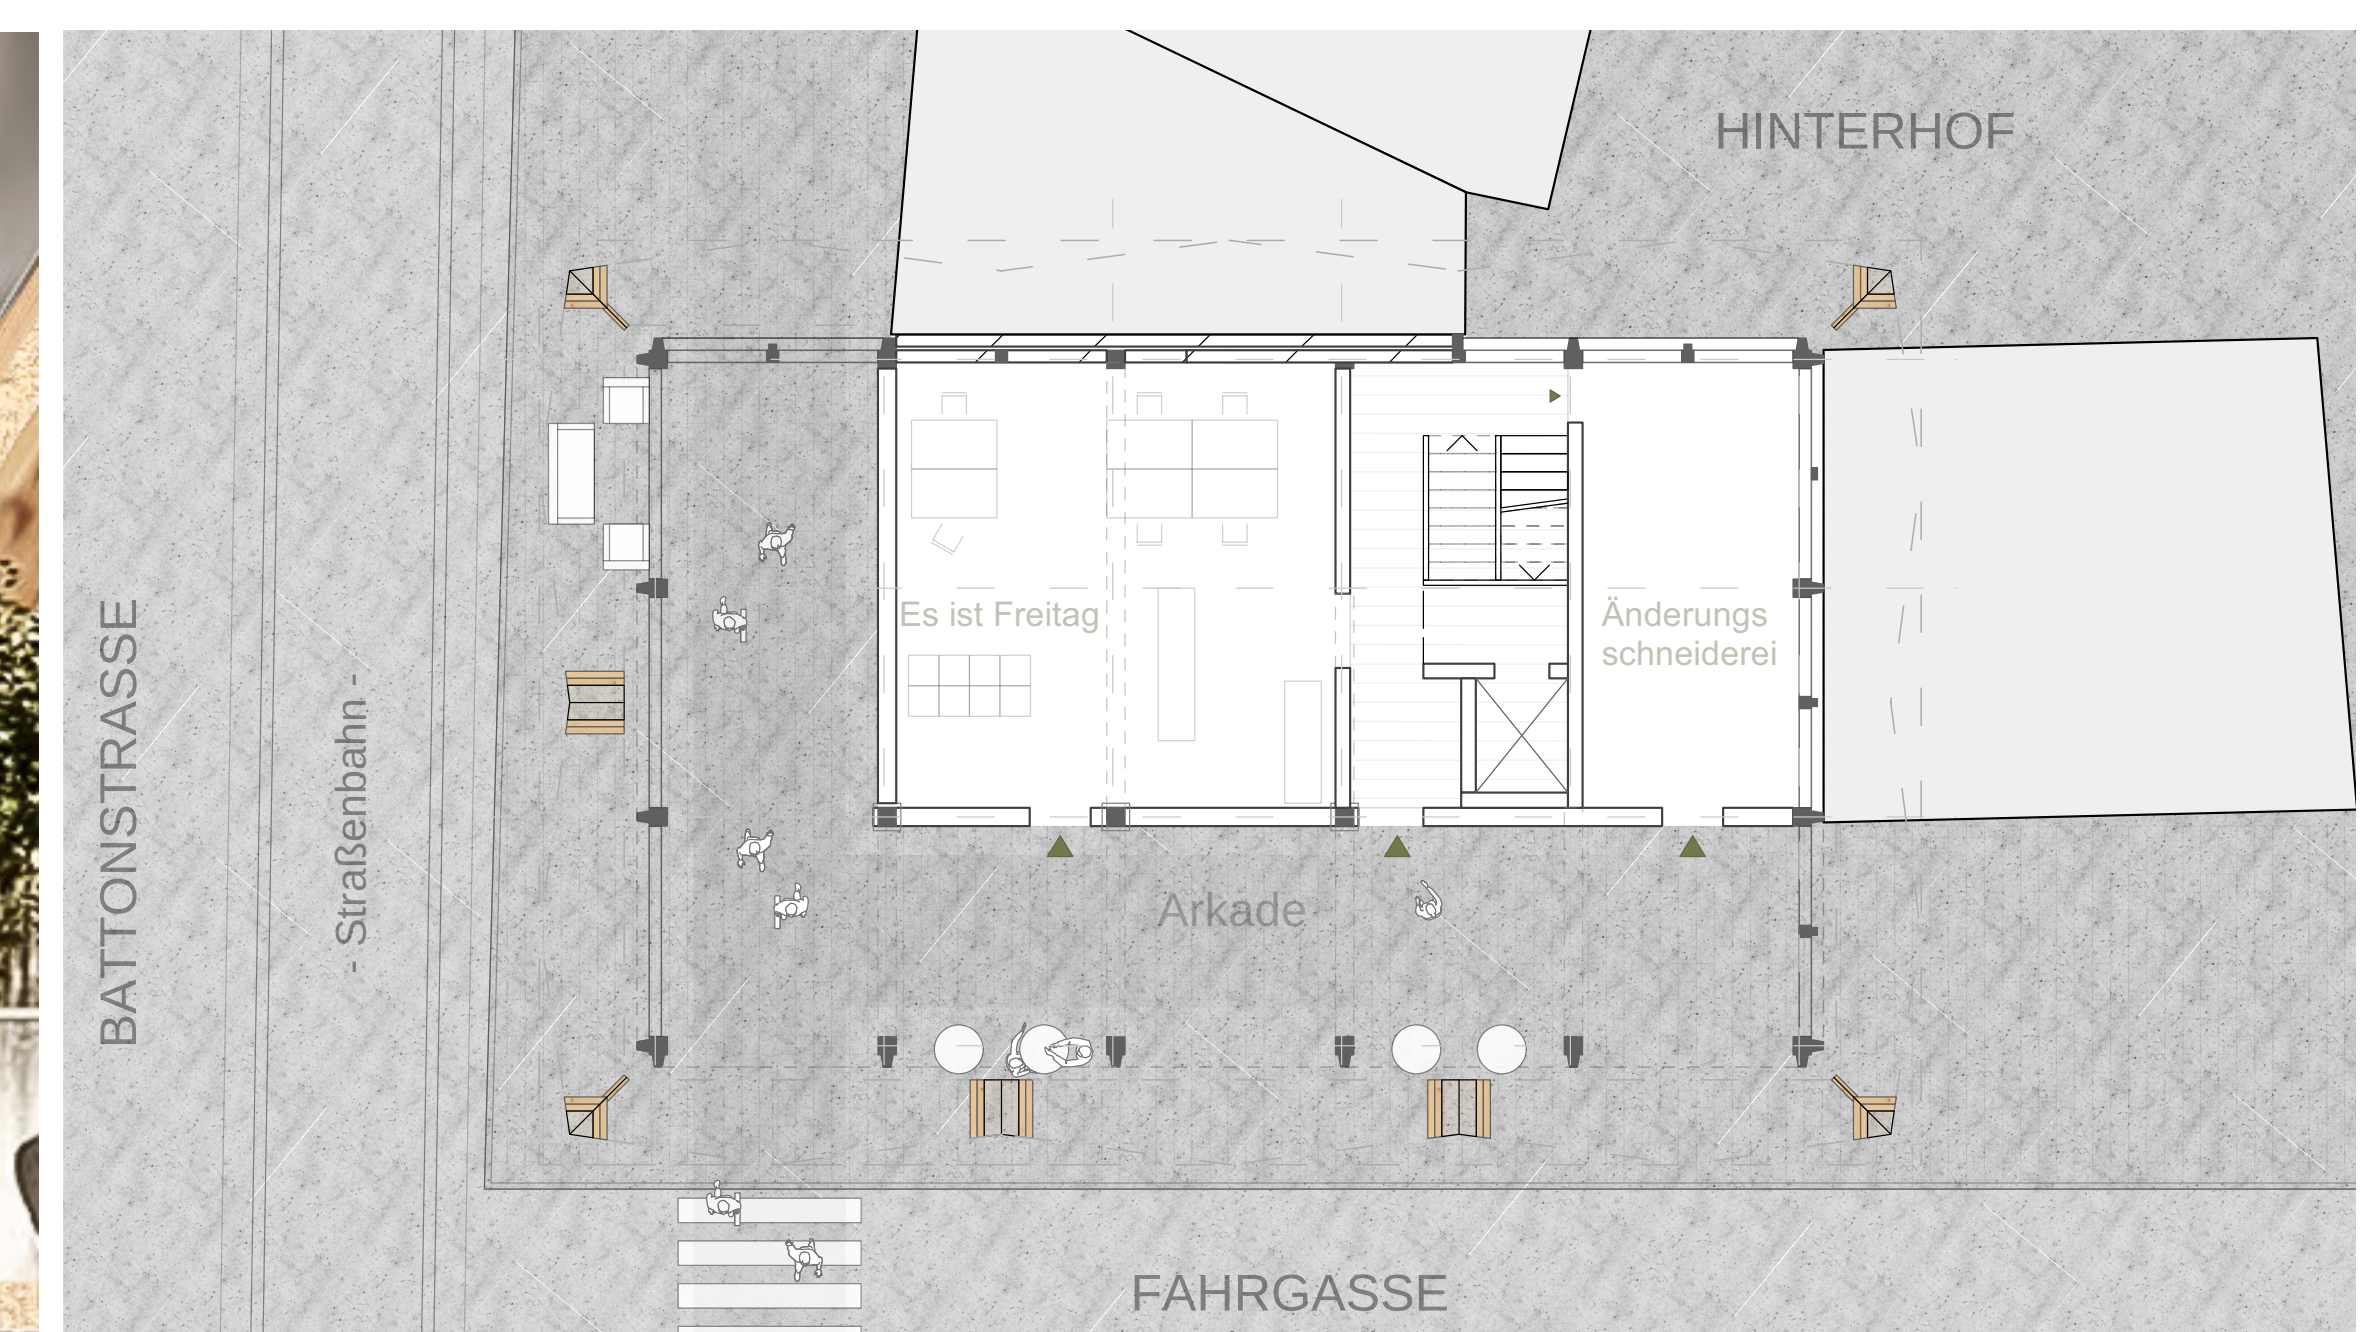 HINTERHOF
BATTONSTRASSE
- Straßenbahn -
Es ist Freitag
Änderungs
schneiderei
Arkade
FAHRGASSE